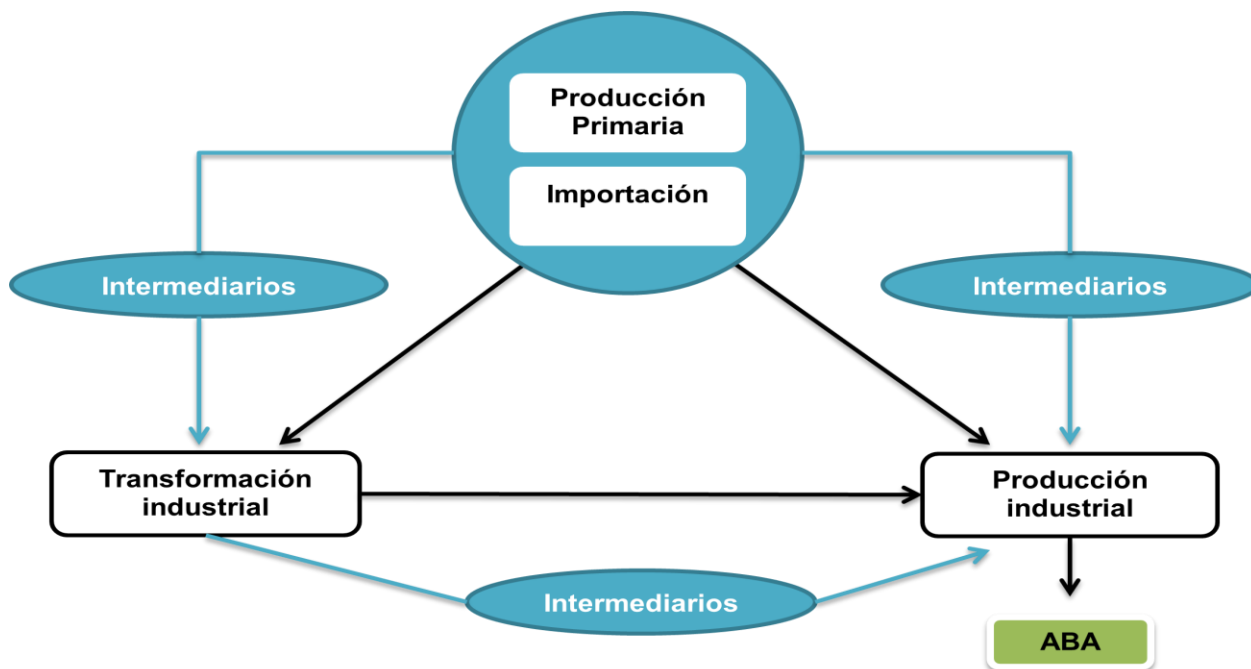 Producción
Primaria
Importación
Intermediarios
Intermediarios
Transformación
industrial
Producción
industrial
Intermediarios
ABA